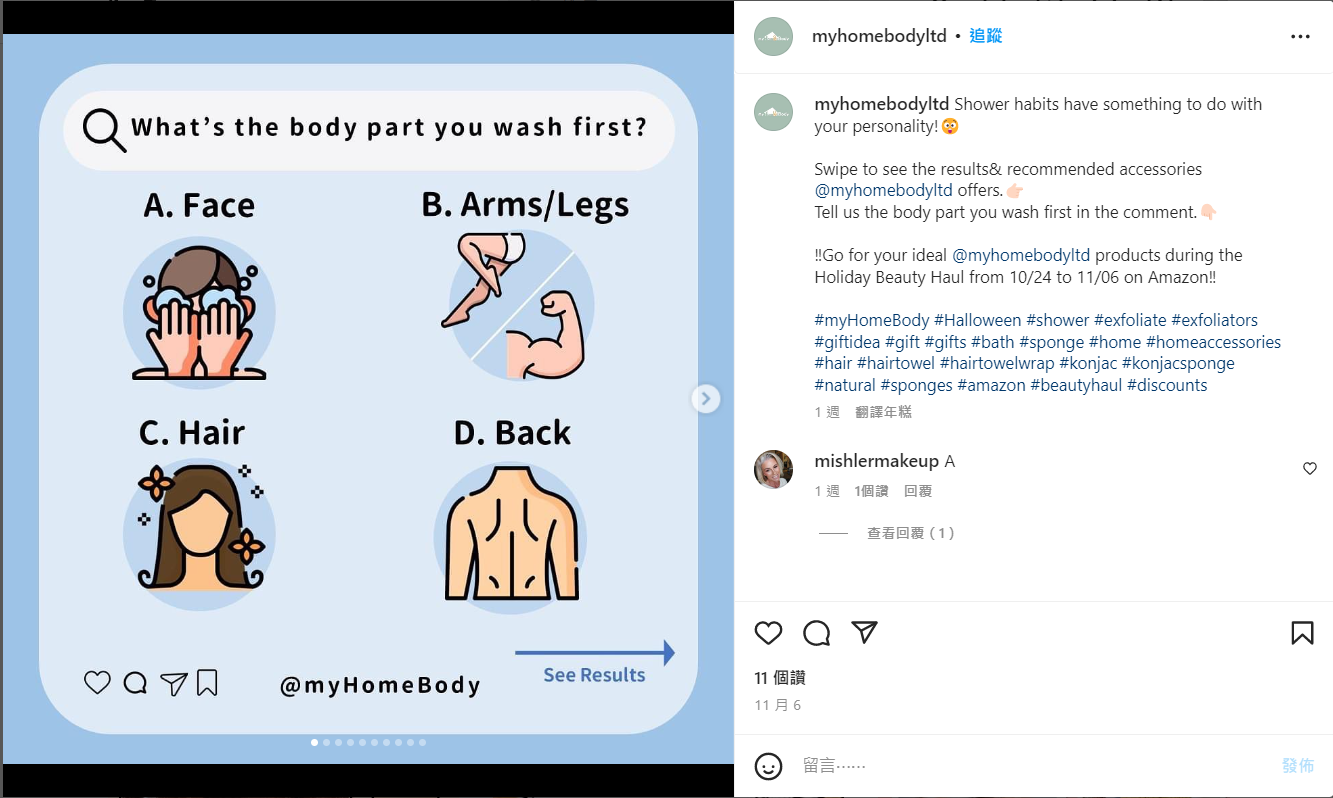 What's the body part you wash first?
A. Face
B. Arms/Legs
C. Hair
D. Back
See Results
@myHomeBody
myhomebodyltd • 追蹤
myhomebodyltd Shower habits have something to do with
your personality!😲
Swipe to see the results& recommended accessories
@myhomebodyltd offers.👉🏻
Tell us the body part you wash first in the comment.👇🏻
‼Go for your ideal @myhomebodyltd products during the
Holiday Beauty Haul from 10/24 to 11/06 on Amazon‼
#myHomeBody #Halloween #shower #exfoliate #exfoliators
#giftidea #gift #gifts #bath #sponge #home #homeaccessories
#hair #hairtowel #hairtowelwrap #konjac #konjacsponge
#natural #sponges #amazon #beautyhaul #discounts
1 週 翻譯年糕
mishlermakeup A
1 週 1個讚 回覆
查看回覆（1）
11 個讚
11 月 6
留言⋯⋯
發佈